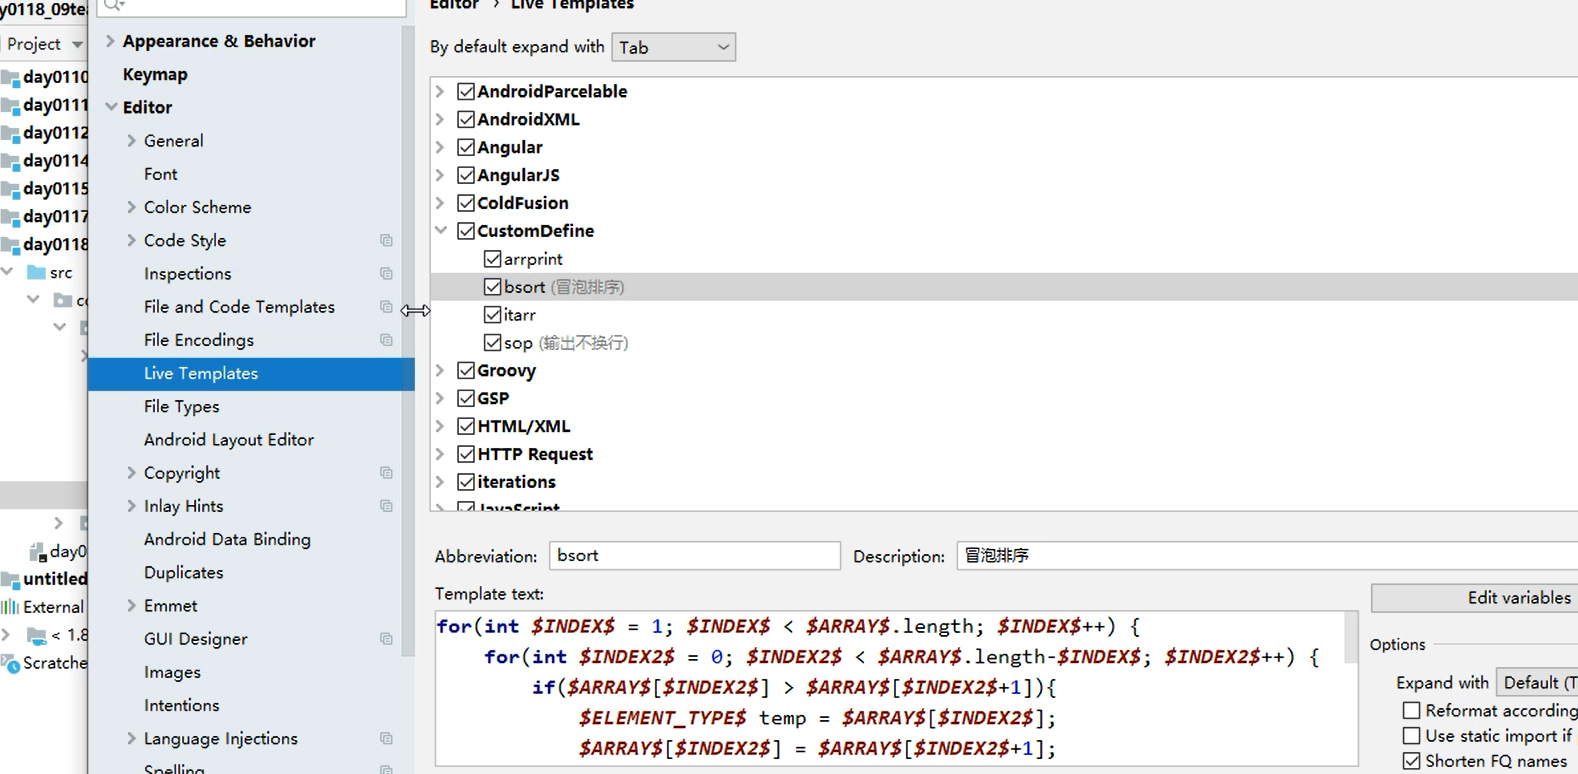 y0118_09tea
Project
day0110
day0111
day0112
day0114
day0115
day0117
day0118
src
day0
untitled
External
< 1.8
Scratche
Appearance & Behavior
Keymap
Editor
General
Font
Color Scheme
Code Style
Inspections
File and Code Templates
File Encodings
Live Templates
File Types
Android Layout Editor
Copyright
Inlay Hints
Android Data Binding
Duplicates
Emmet
GUI Designer
Images
Intentions
Language Injections
Spelling
Editor › Live Templates
By default expand with Tab
AndroidParcelable
AndroidXML
Angular
AngularJS
ColdFusion
CustomDefine
arrprint
bsort (冒泡排序)
itarr
sop (输出不换行)
Groovy
GSP
HTML/XML
HTTP Request
iterations
JavaScript
Abbreviation: bsort Description: 冒泡排序
Template text:
for(int $INDEX$ = 1; $INDEX$ < $ARRAY$.length; $INDEX$++) {
for(int $INDEX2$ = 0; $INDEX2$ < $ARRAY$.length-$INDEX$; $INDEX2$++) {
if($ARRAY$[$INDEX2$] > $ARRAY$[$INDEX2$+1]){
$ELEMENT_TYPE$ temp = $ARRAY$[$INDEX2$];
$ARRAY$[$INDEX2$] = $ARRAY$[$INDEX2$+1];
Edit variables
Options
Expand with Default (T
Reformat according
Use static import if
Shorten FQ names